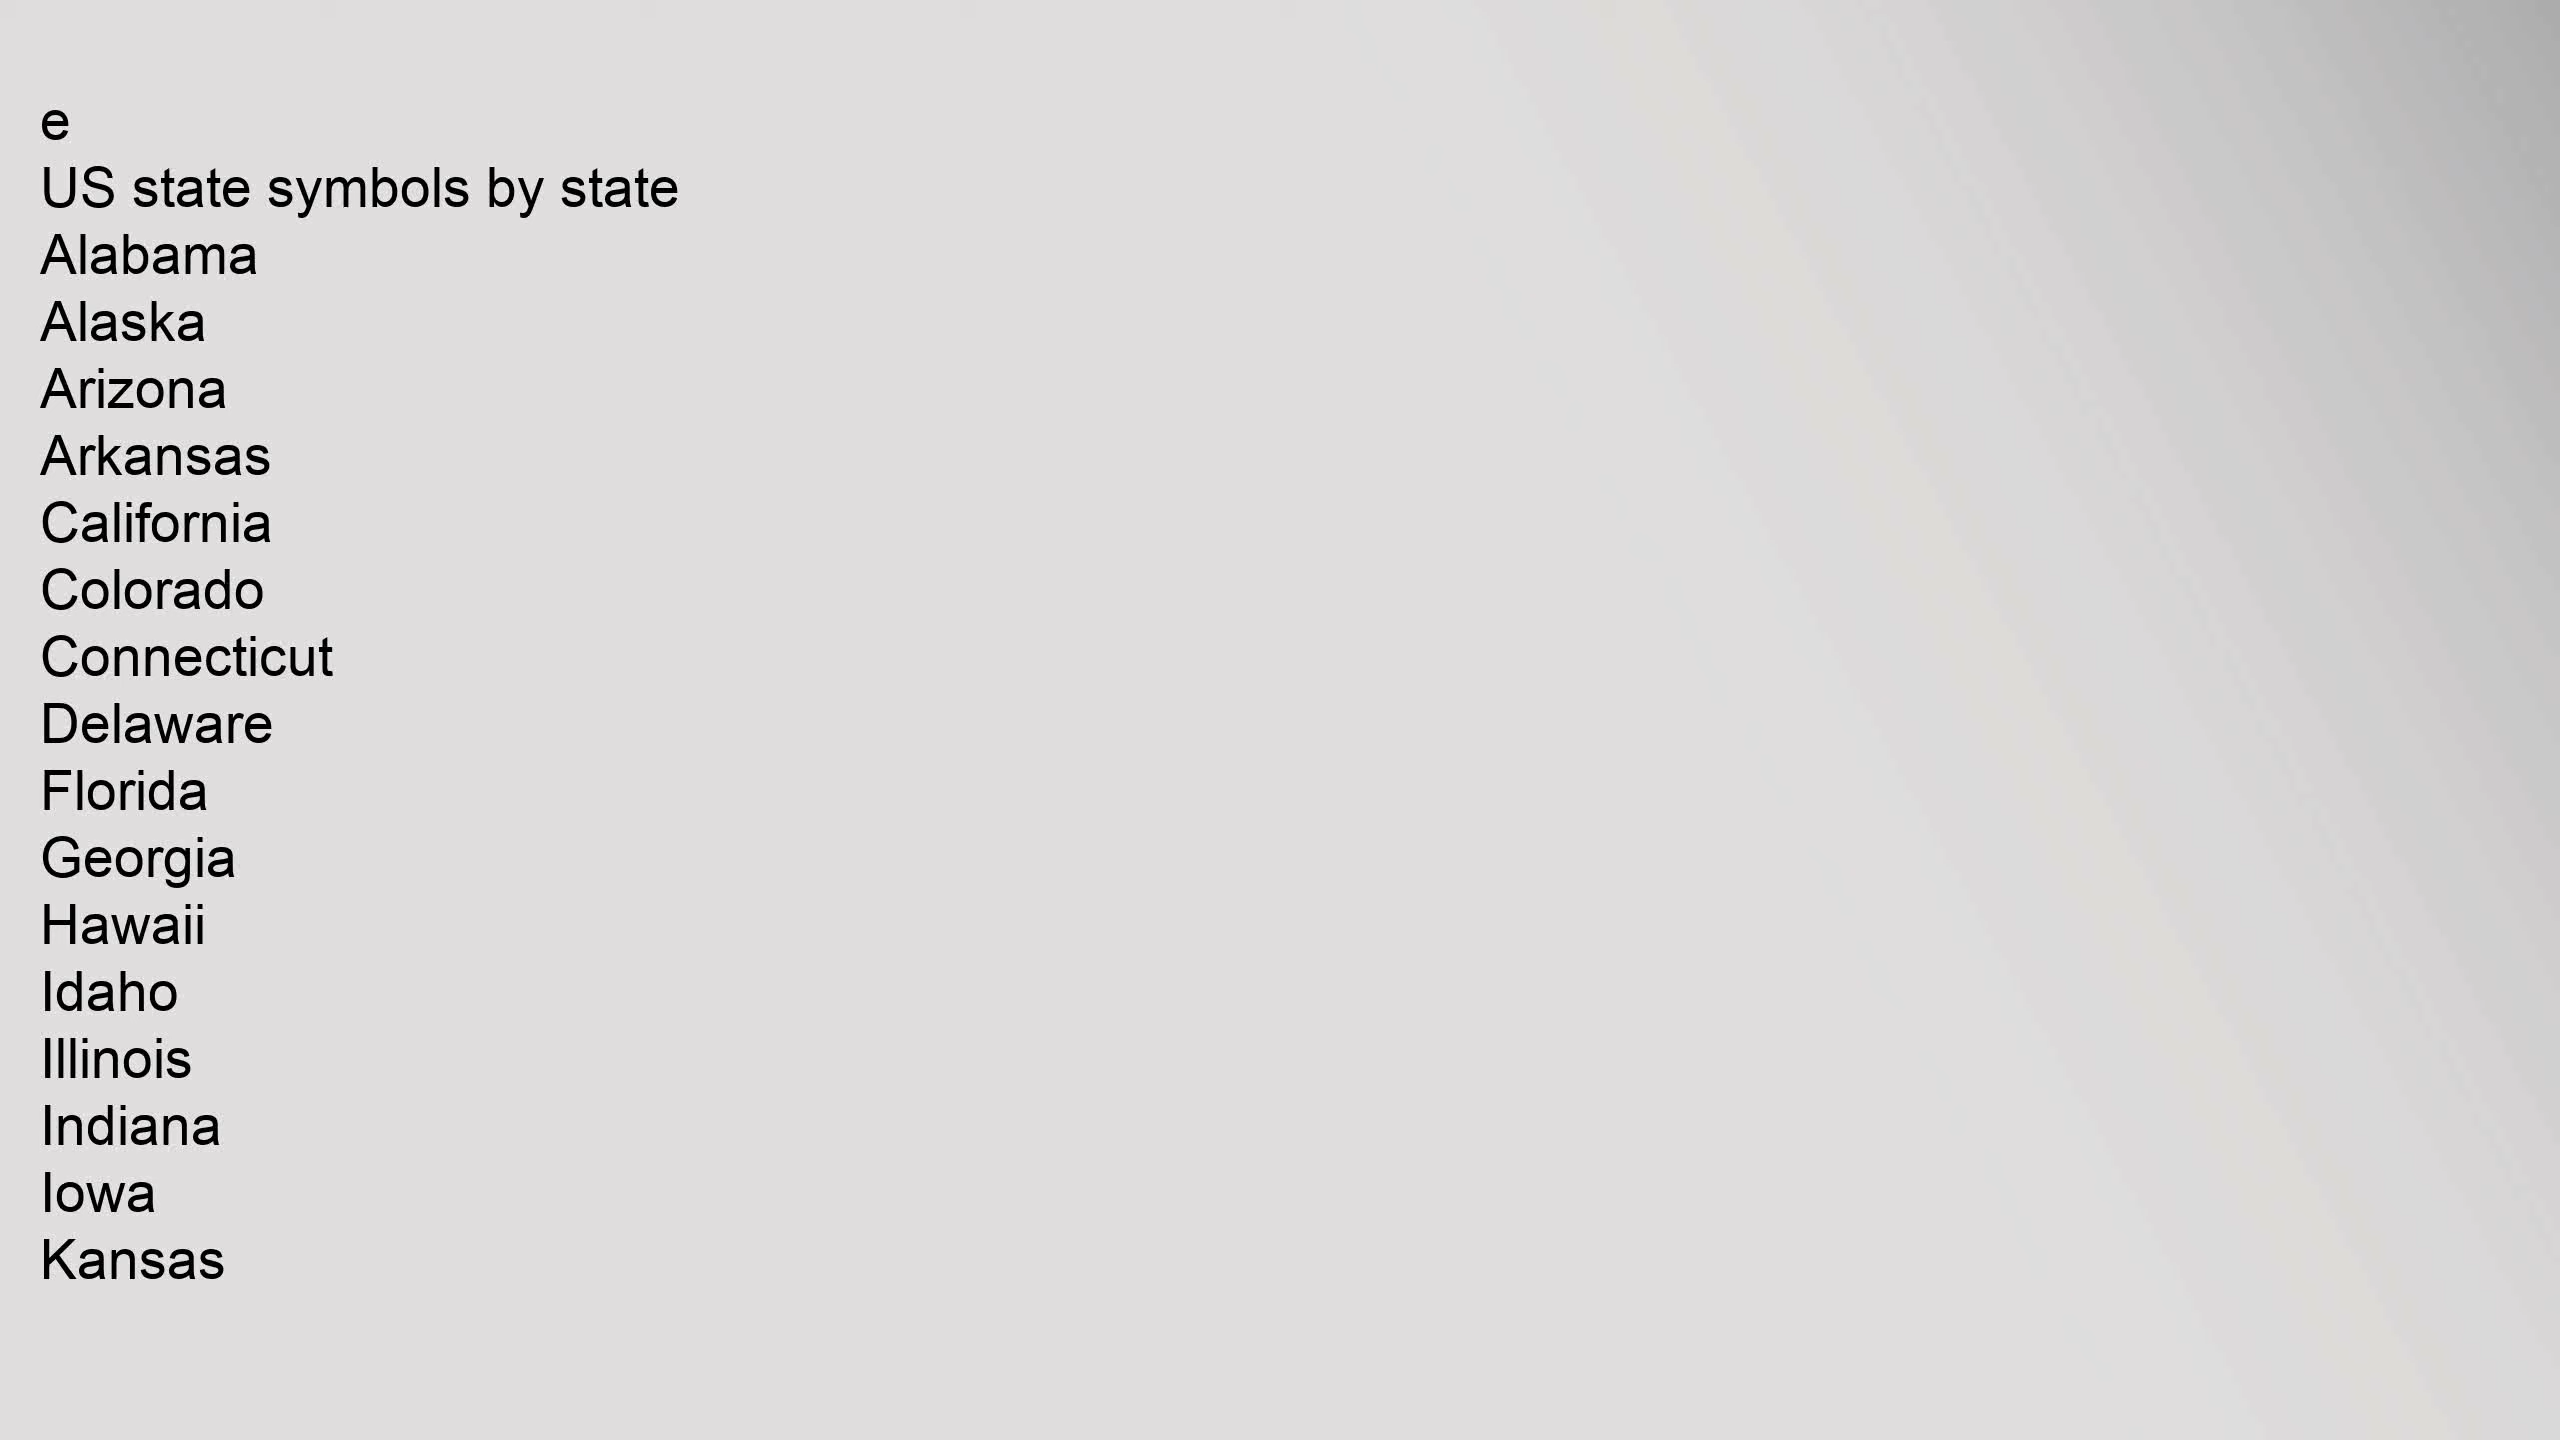 e
US state symbols by state
Alabama
Alaska
Arizona
Arkansas
California
Colorado
Connecticut
Delaware
Florida
Georgia
Hawaii
Idaho
Illinois
Indiana
Iowa
Kansas